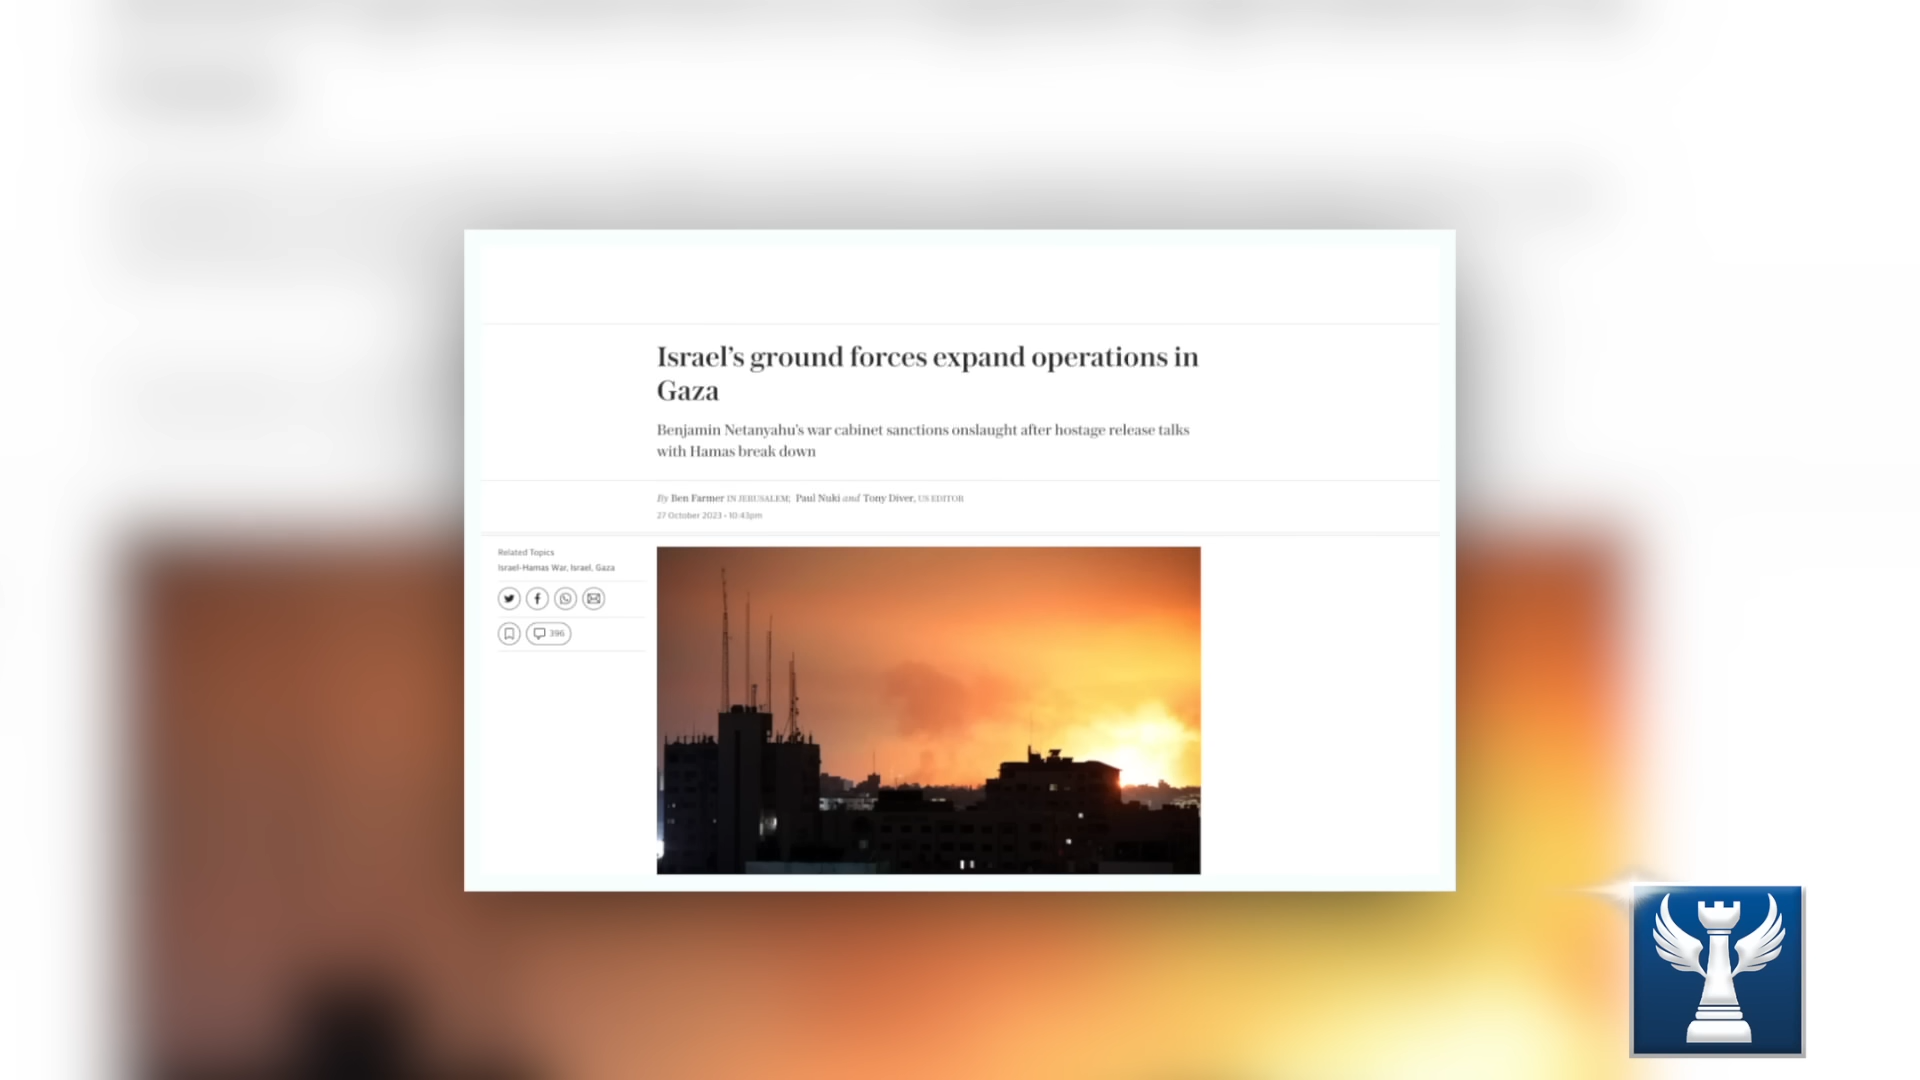 Israel’s ground forces expand operations in
Gaza
Benjamin Netanyahu’s war cabinet sanctions onslaught after hostage release talks
with Hamas break down
By Ben Farmer IN JERUSALEM; Paul Nuki and Tony Diver, US EDITOR
27 October 2023 • 10:43pm
Related Topics
Israel-Hamas War, Israel, Gaza
396